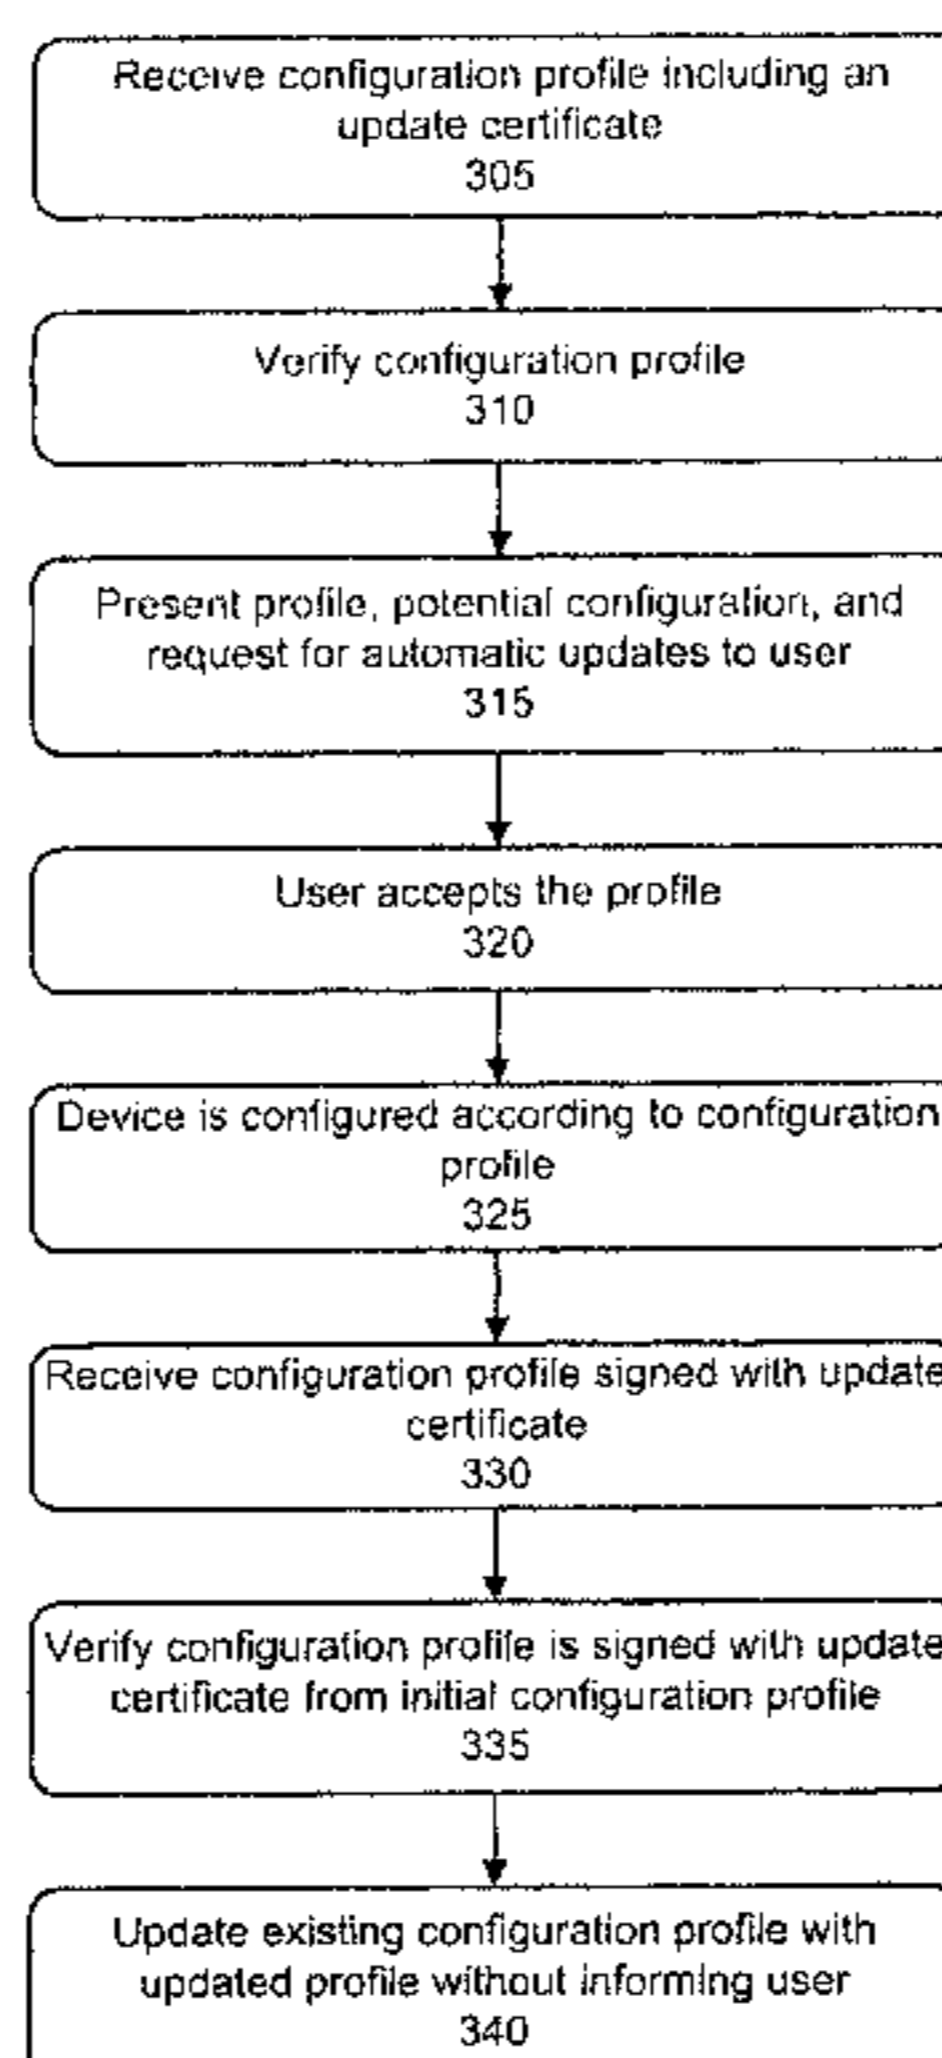 Receive configuration profile including an
update certificate
305
Verify configuration profile
310
Present profile, potential configuration, and
request for automatic updates to user
315
User accepts the profile
320
Device is configured according to configuration
profile
325
Receive configuration profile signed with update
certificate
330
Verify configuration profile is signed with update
certificate from initial configuration profile
335
Update existing configuration profile with
updated profile without informing user
340